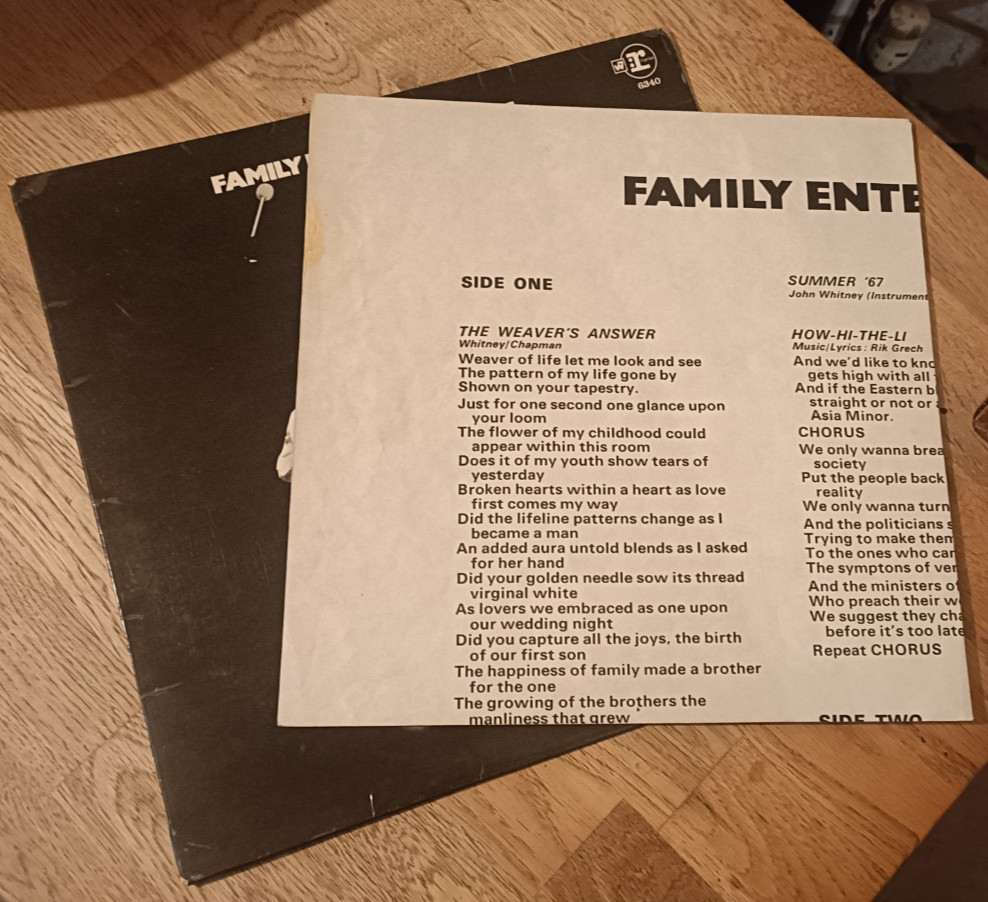 W
r
6340
FAMILY
FAMILY ENTE
SIDE ONE
THE WEAVER'S ANSWER
Whitney/Chapman
Weaver of life let me look and see
The pattern of my life gone by
Shown on your tapestry.
Just for one second one glance upon
your loom
The flower of my childhood could
appear within this room
Does it of my youth show tears of
yesterday
Broken hearts within a heart as love
first comes my way
Did the lifeline patterns change as I
became a man
An added aura untold blends as I asked
for her hand
Did your golden needle sow its thread
virginal white
As lovers we embraced as one upon
our wedding night
Did you capture all the joys, the birth
of our first son
The happiness of family made a brother
for the one
The growing of the brothers the
manliness that grew
SUMMER '67
John Whitney (Instrument
HOW-HI-THE-LI
Music/Lyrics: Rik Grech
And we'd like to kno
gets high with all
And if the Eastern b
straight or not or
Asia Minor.
CHORUS
We only wanna brea
society
Put the people back
reality
We only wanna turn
And the politicians s
Trying to make them
To the ones who can
The symptons of ver
And the ministers of
Who preach their w
We suggest they cha
before it's too late
Repeat CHORUS
SIDE TWO